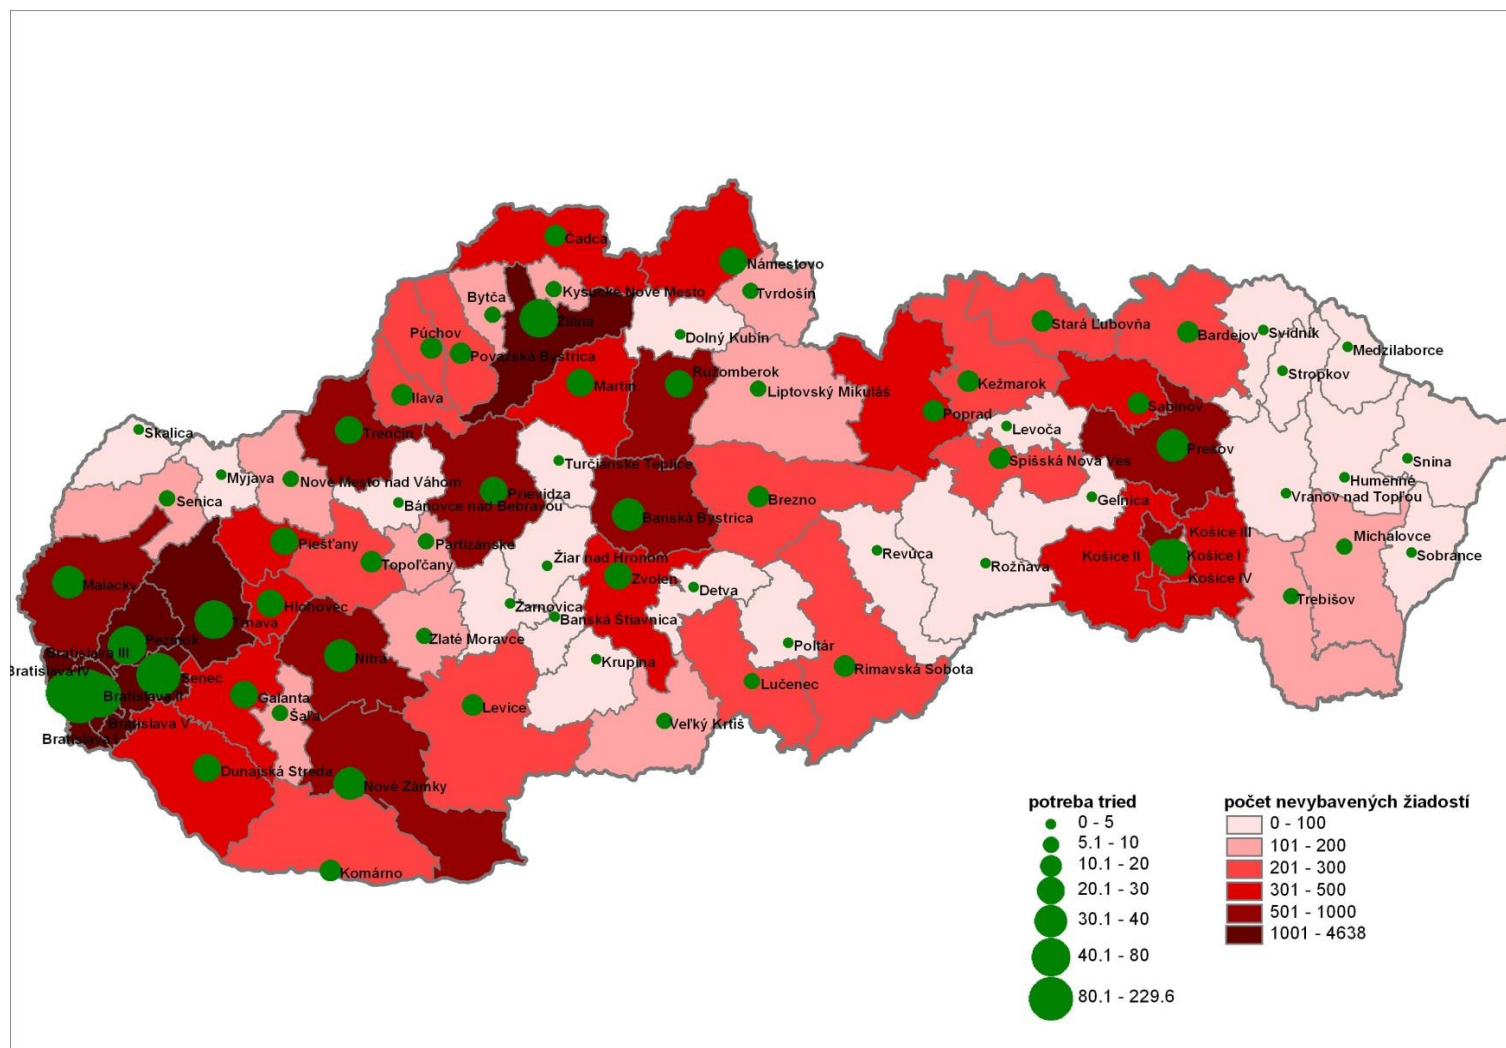 Čadca
Námestovo
Tvrdošín
Bytča
Kysucké Nové Mesto
Žilina
Dolný Kubín
Stará Ľubovňa
Bardejov
Svidník
Medzilaborce
Púchov
Považská Bystrica
Stropkov
Ružomberok
Martin
Liptovský Mikuláš
Kežmarok
Ilava
Sabinov
Poprad
Levoča
Skalica
Trenčín
Prešov
Turčianske Teplice
Spišská Nová Ves
Snina
Myjava
Nové Mesto nad Váhom
Humenné
Prievidza
Vranov nad Topľou
Senica
Bánovce nad Bebravou
Brezno
Gelnica
Banská Bystrica
Košice III
Piešťany
Partizánske
Michalovce
Revúca
Košice II
Košice I
Sobrance
Topoľčany
Žiar nad Hronom
Rožňava
Košice IV
Malacky
Zvolen
Detva
Trebišov
Hlohovec
Žarnovica
Banská Štiavnica
Trnava
Pezinok
Zlaté Moravce
Poltár
Bratislava III
Nitra
Krupina
Rimavská Sobota
Bratislava IV
Senec
Lučenec
Bratislava II
Galanta
Levice
Šaľa
Bratislava V
Veľký Krtíš
Bratislava I
Dunajská Streda
Nové Zámky
Komárno
potreba tried
0 - 5
5.1 - 10
10.1 - 20
20.1 - 30
30.1 - 40
40.1 - 80
80.1 - 229.6
počet nevybavených žiadostí
0 - 100
101 - 200
201 - 300
301 - 500
501 - 1000
1001 - 4638